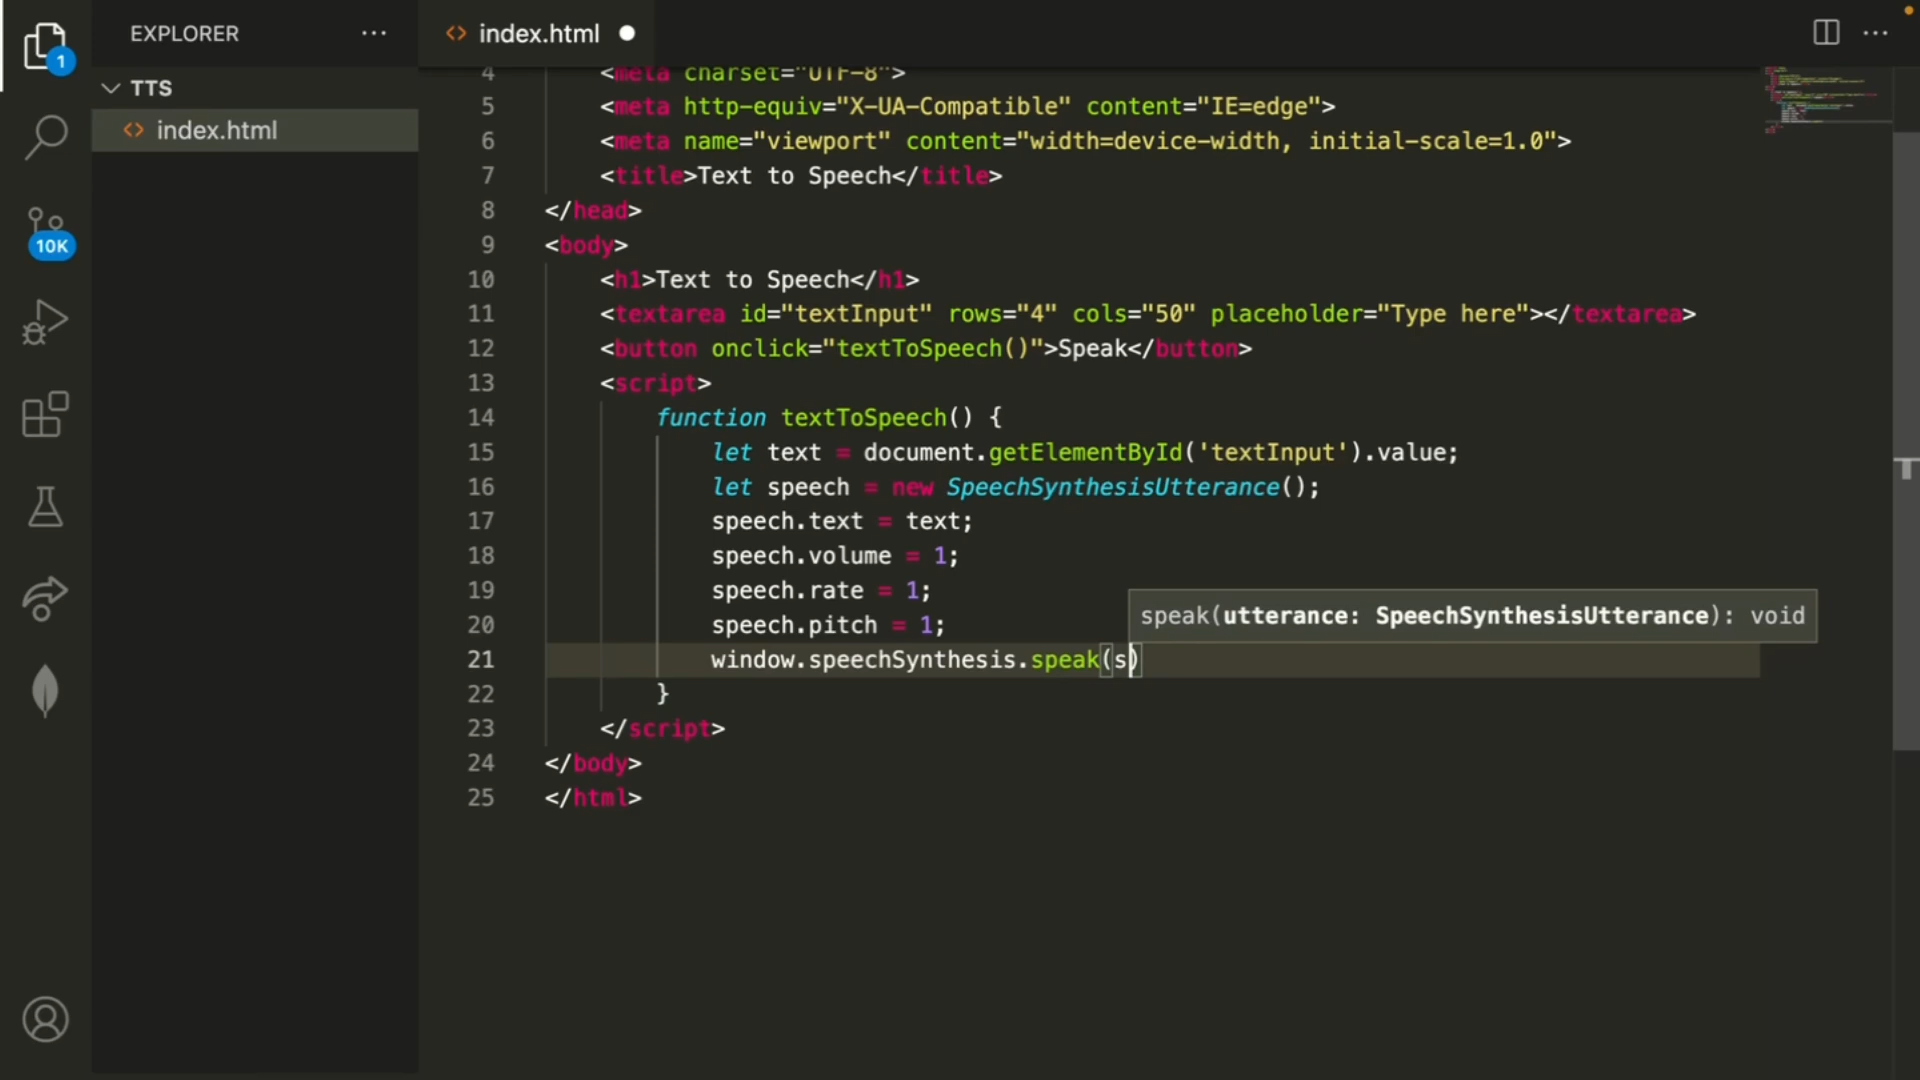 EXPLORER
index.html
1
TTS
index.html
10K
4 <meta charset="UTF-8">
5 <meta http-equiv="X-UA-Compatible" content="IE=edge">
6 <meta name="viewport" content="width=device-width, initial-scale=1.0">
7 <title>Text to Speech</title>
8 </head>
9 <body>
10 <h1>Text to Speech</h1>
11 <textarea id="textInput" rows="4" cols="50" placeholder="Type here"></textarea>
12 <button onclick="textToSpeech()">Speak</button>
13 <script>
14 function textToSpeech() {
15 let text = document.getElementById('textInput').value;
16 let speech = new SpeechSynthesisUtterance();
17 speech.text = text;
18 speech.volume = 1;
19 speech.rate = 1;
speak(utterance: SpeechSynthesisUtterance): void
20 speech.pitch = 1;
21 window.speechSynthesis.speak(s)
22 }
23 </script>
24 </body>
25 </html>